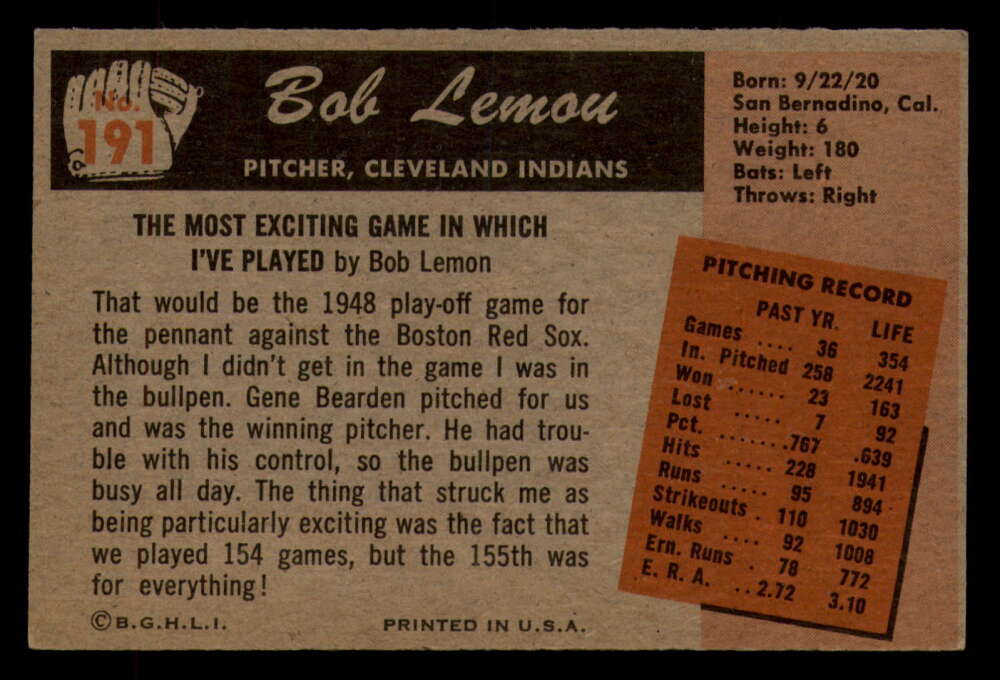 No.
191
Bob Lemon
PITCHER, CLEVELAND INDIANS
Born: 9/22/20
San Bernadino, Cal.
Height: 6
Weight: 180
Bats: Left
Throws: Right
THE MOST EXCITING GAME IN WHICH
I'VE PLAYED by Bob Lemon
That would be the 1948 play-off game for
the pennant against the Boston Red Sox.
Although I didn't get in the game I was in
the bullpen. Gene Bearden pitched for us
and was the winning pitcher. He had trou-
ble with his control, so the bullpen was
busy all day. The thing that struck me as
being particularly exciting was the fact that
we played 154 games, but the 155th was
for everything!
PITCHING RECORD
PAST YR. LIFE
Games .... 36 354
In. Pitched 258 2241
Won ...... 23 163
Lost ..... 7 92
Pct. ....... .767 .639
Hits ..... 228 1941
Runs ..... 95 894
Strikeouts . 110 1030
Walks .... 92 1008
Ern. Runs . 78 772
E. R. A. .. 2.72 3.10
©B.G.H.L.I. PRINTED IN U.S.A.